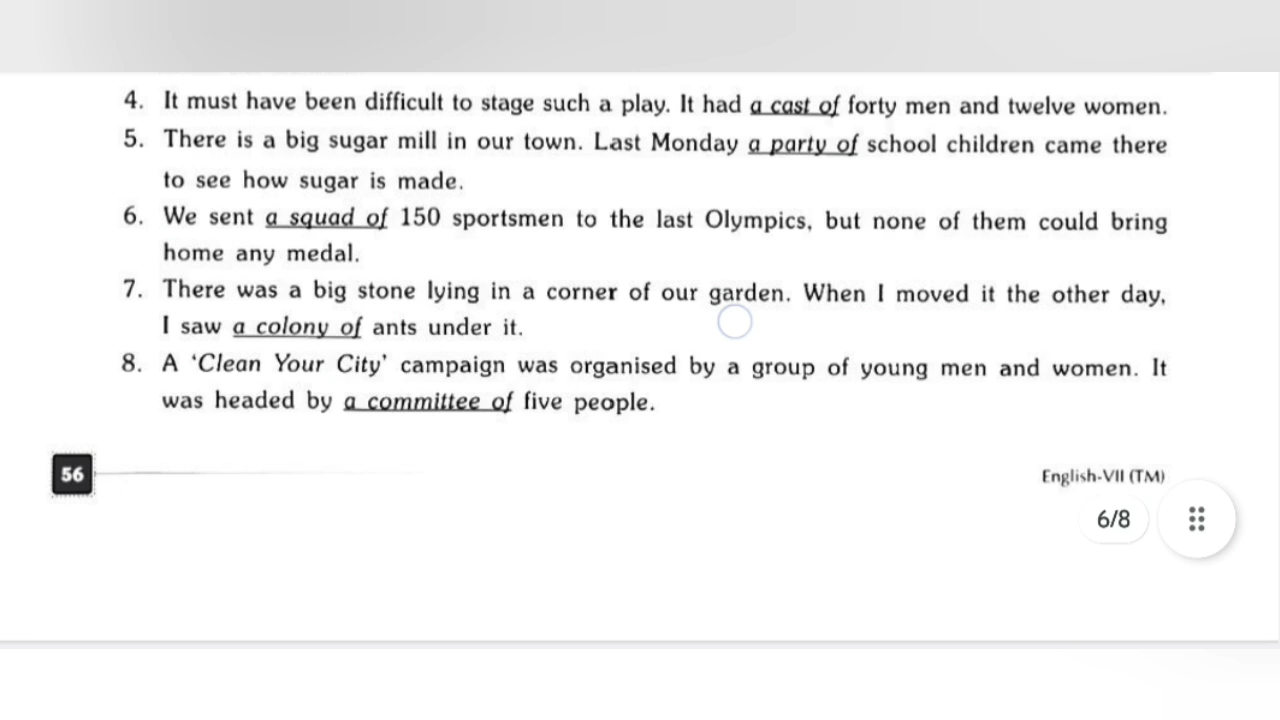 4. It must have been difficult to stage such a play. It had a cast of forty men and twelve women.
5. There is a big sugar mill in our town. Last Monday a party of school children came there
to see how sugar is made.
6. We sent a squad of 150 sportsmen to the last Olympics, but none of them could bring
home any medal.
7. There was a big stone lying in a corner of our garden. When I moved it the other day,
I saw a colony of ants under it.
8. A ‘Clean Your City’ campaign was organised by a group of young men and women. It
was headed by a committee of five people.
56
English-VII (TM)
6/8